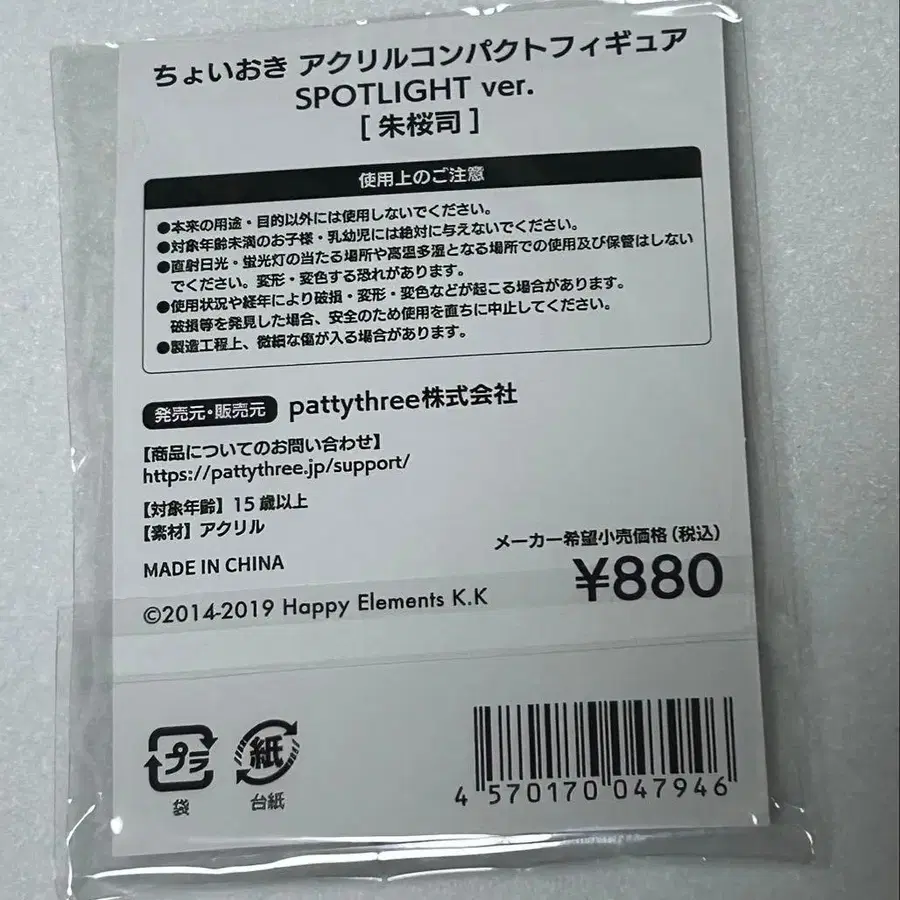 ちょいおき アクリルコンパクトフィギュア
SPOTLIGHT ver.
[ 朱桜司 ]
使用上のご注意
●本来の用途・目的以外には使用しないでください。
●対象年齢未満のお子様・乳幼児には絶対に与えないでください。
●直射日光・蛍光灯の当たる場所や高温多湿となる場所での使用及び保管はしない
でください。変形・変色する恐れがあります。
●使用状況や経年により破損・変形・変色などが起こる場合があります。
破損等を発見した場合、安全のため使用を直ちに中止してください。
●製造工程上、微細な傷が入る場合があります。
発売元・販売元 pattythree株式会社
【商品についてのお問い合わせ】
https://pattythree.jp/support/
【対象年齢】15歳以上
【素材】アクリル
MADE IN CHINA
メーカー希望小売価格（税込）
¥880
©2014-2019 Happy Elements K.K
プラ
袋
紙
台紙
4 570170 047946